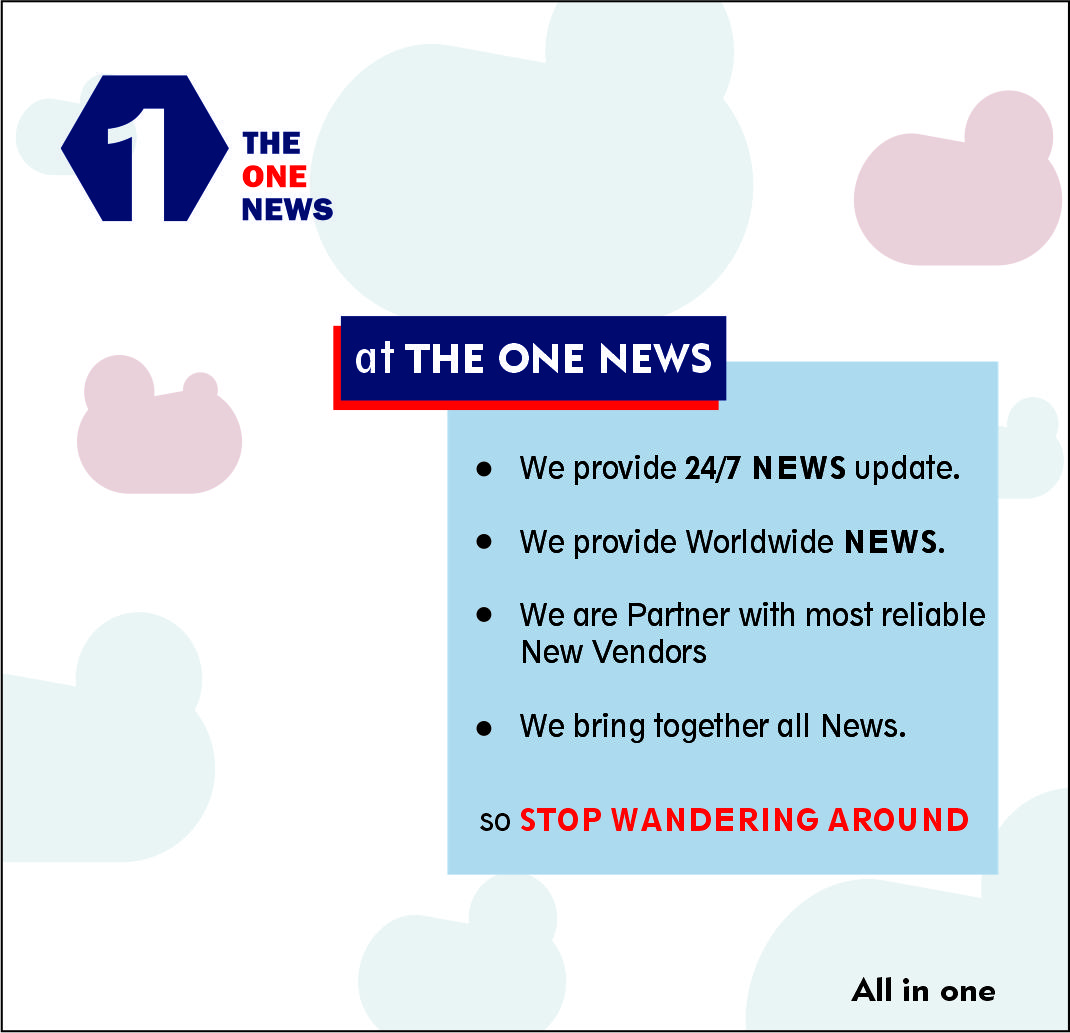 1
THE
ONE
NEWS
at THE ONE NEWS
● We provide 24/7 NEWS update.
● We provide Worldwide NEWS.
● We are Partner with most reliable
New Vendors
● We bring together all News.
so STOP WANDERING AROUND
All in one